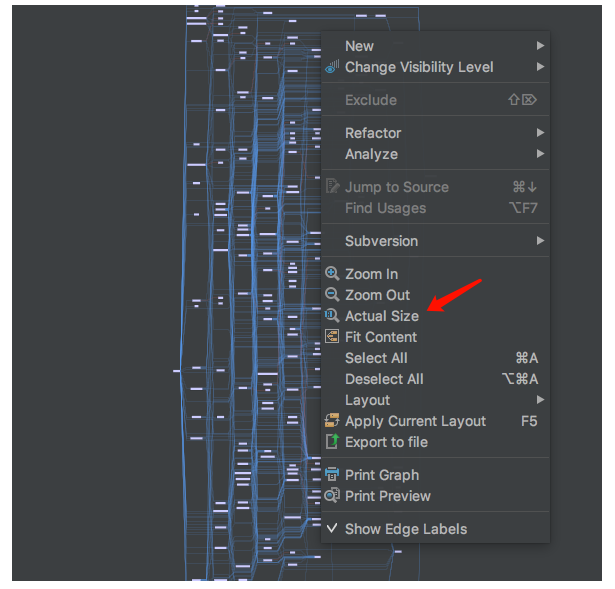 New
Change Visibility Level
Exclude ⇧⌦
Refactor
Analyze
Jump to Source ⌘↓
Find Usages ⌥F7
Subversion
Zoom In
Zoom Out
Actual Size
Fit Content
Select All ⌘A
Deselect All ⌥⌘A
Layout
Apply Current Layout F5
Export to file
Print Graph
Print Preview
Show Edge Labels